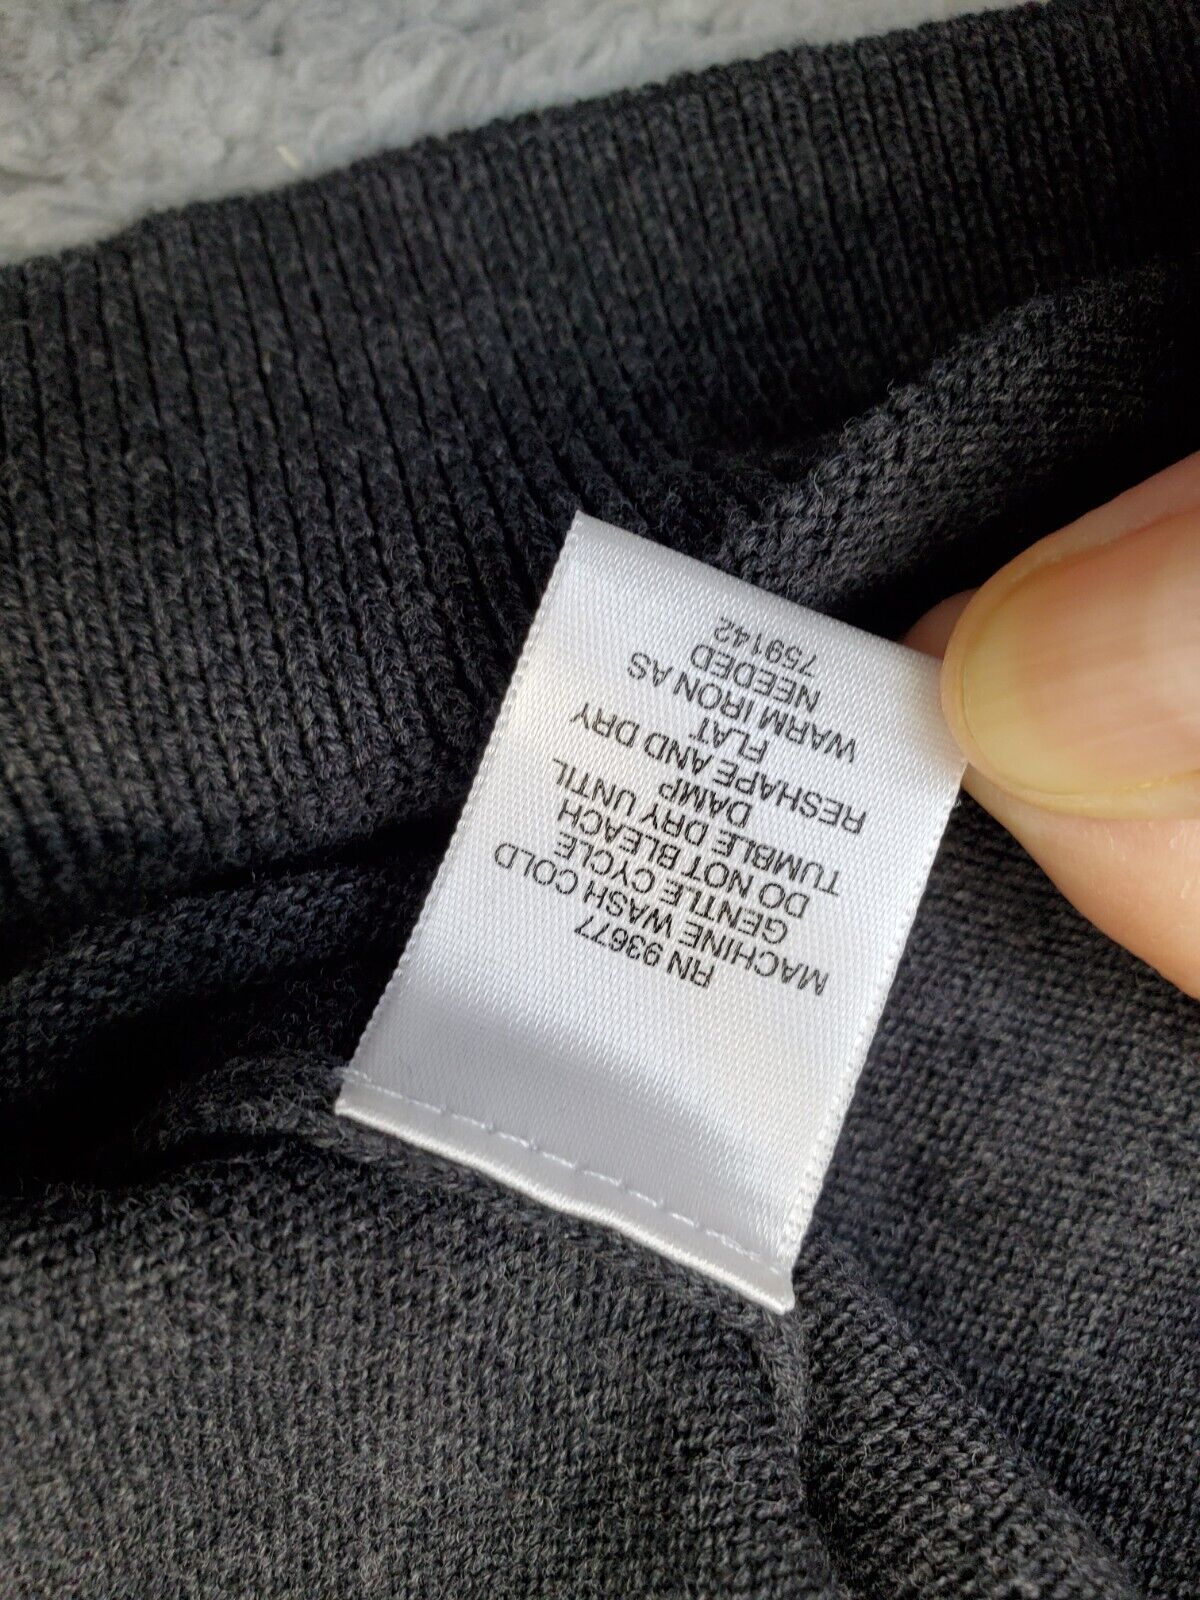 RN 93677
MACHINE WASH COLD
GENTLE CYCLE
DO NOT BLEACH
TUMBLE DRY UNTIL
DAMP
RESHAPE AND DRY
FLAT
WARM IRON AS
NEEDED
759142